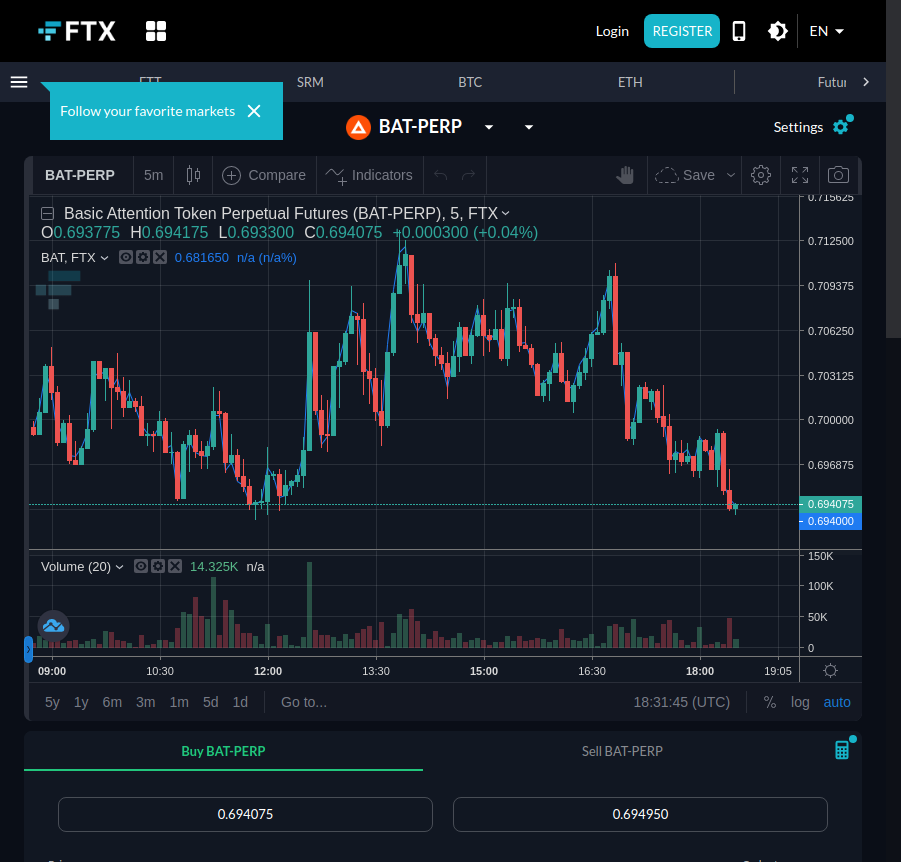 FTX
Login
REGISTER
EN
FTT
SRM
BTC
ETH
Futur
Follow your favorite markets
BAT-PERP
Settings
BAT-PERP
5m
Compare
Indicators
Save
Basic Attention Token Perpetual Futures (BAT-PERP), 5, FTX
O0.693775 H0.694175 L0.693300 C0.694075 +0.000300 (+0.04%)
BAT, FTX
0.681650 n/a (n/a%)
0.715625
0.712500
0.709375
0.706250
0.703125
0.700000
0.696875
0.694075
0.694000
Volume (20)
14.325K n/a
150K
100K
50K
0
09:00
10:30
12:00
13:30
15:00
16:30
18:00
19:05
5y
1y
6m
3m
1m
5d
1d
Go to...
18:31:45 (UTC)
%
log
auto
Buy BAT-PERP
Sell BAT-PERP
0.694075
0.694950